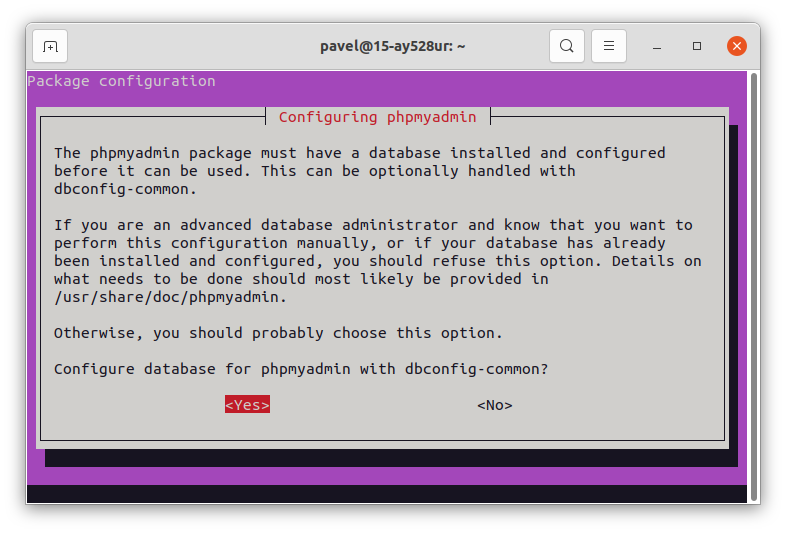 pavel@15-ay528ur: ~
Package configuration
Configuring phpmyadmin
The phpmyadmin package must have a database installed and configured
before it can be used. This can be optionally handled with
dbconfig-common.
If you are an advanced database administrator and know that you want to
perform this configuration manually, or if your database has already
been installed and configured, you should refuse this option. Details on
what needs to be done should most likely be provided in
/usr/share/doc/phpmyadmin.
Otherwise, you should probably choose this option.
Configure database for phpmyadmin with dbconfig-common?
<Yes> <No>